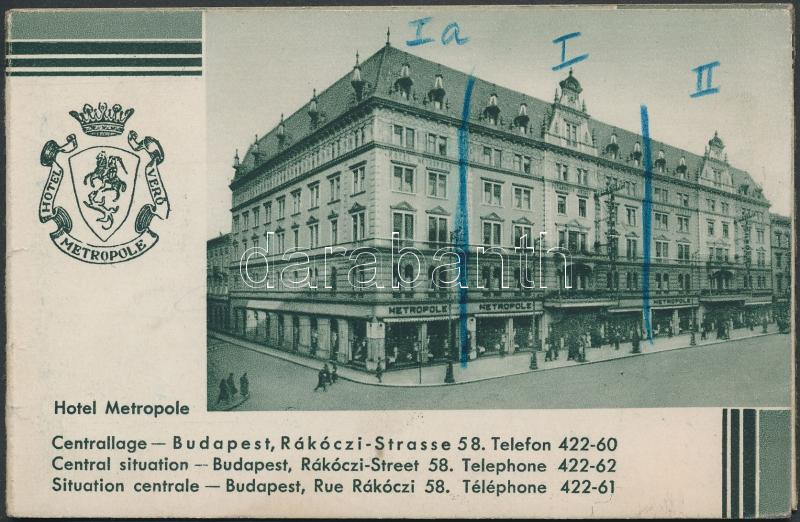 Ia I II
HOTEL VERŐ
METROPOLE
METROPOLE METROPOLE METROPOLE
darabanth
Hotel Metropole
Centrallage — Budapest, Rákóczi-Strasse 58. Telefon 422-60
Central situation — Budapest, Rákóczi-Street 58. Telephone 422-62
Situation centrale — Budapest, Rue Rákóczi 58. Téléphone 422-61